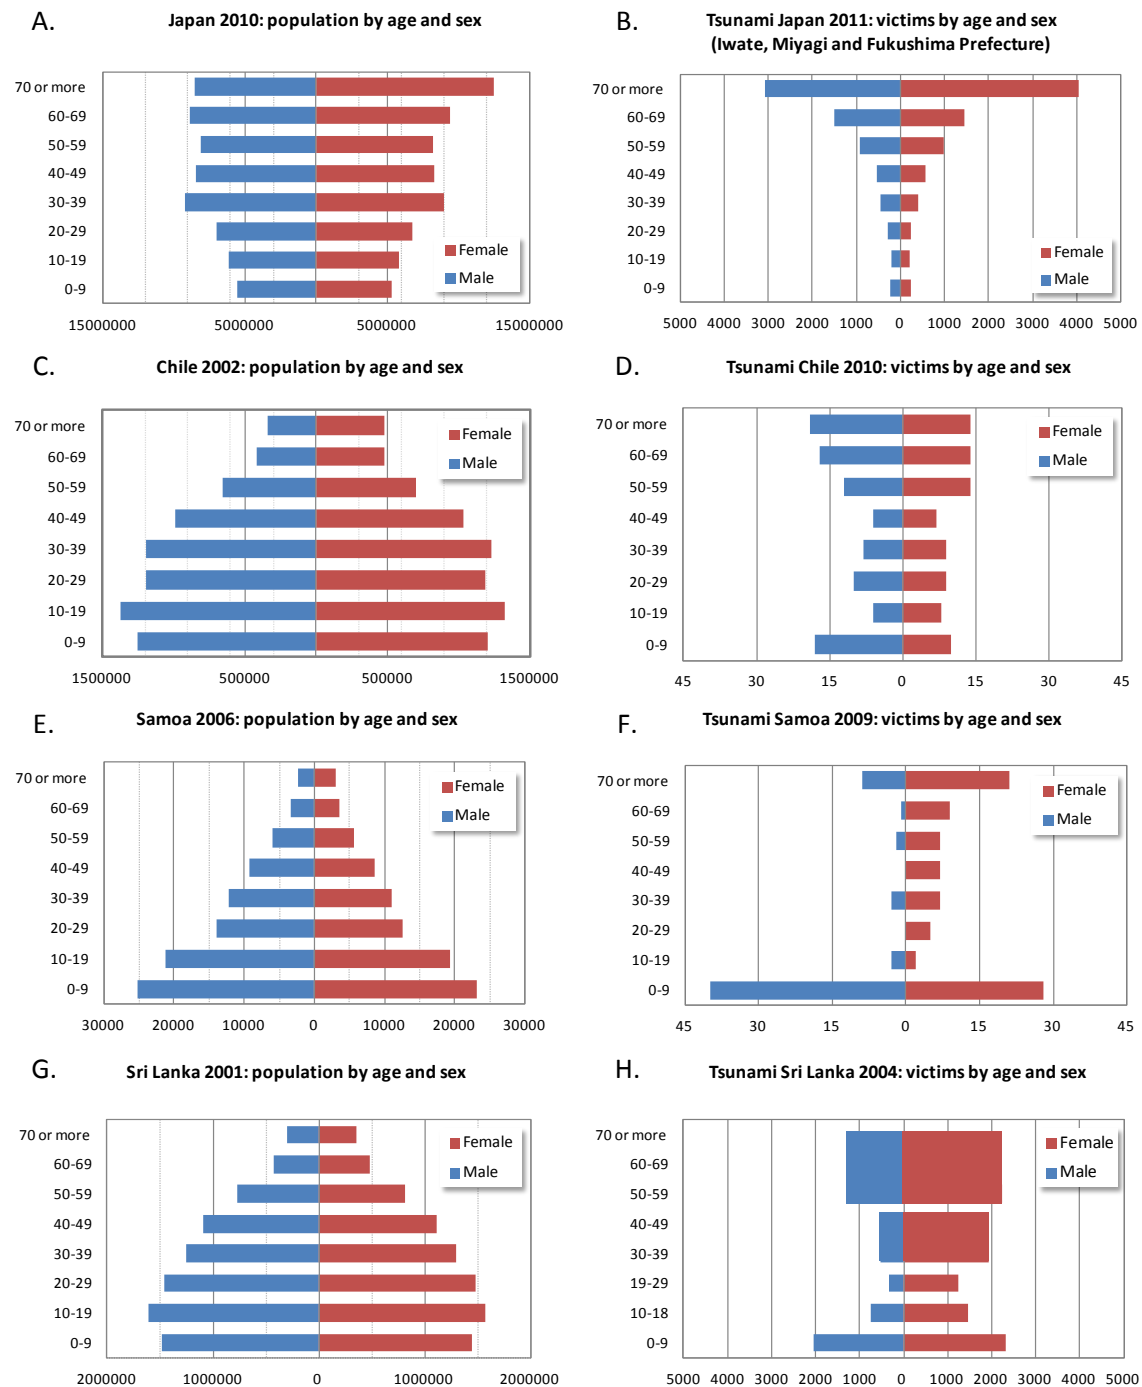 A.
Japan 2010: population by age and sex
70 or more
60-69
50-59
40-49
30-39
20-29
10-19
0-9
Female
Male
15000000 5000000 5000000 15000000
B.
Tsunami Japan 2011: victims by age and sex
(Iwate, Miyagi and Fukushima Prefecture)
70 or more
60-69
50-59
40-49
30-39
20-29
10-19
0-9
Female
Male
5000 4000 3000 2000 1000 0 1000 2000 3000 4000 5000
C.
Chile 2002: population by age and sex
70 or more
60-69
50-59
40-49
30-39
20-29
10-19
0-9
Female
Male
1500000 500000 500000 1500000
D.
Tsunami Chile 2010: victims by age and sex
70 or more
60-69
50-59
40-49
30-39
20-29
10-19
0-9
Female
Male
45 30 15 0 15 30 45
E.
Samoa 2006: population by age and sex
70 or more
60-69
50-59
40-49
30-39
20-29
10-19
0-9
Female
Male
30000 20000 10000 0 10000 20000 30000
F.
Tsunami Samoa 2009: victims by age and sex
70 or more
60-69
50-59
40-49
30-39
20-29
10-19
0-9
Female
Male
45 30 15 0 15 30 45
G.
Sri Lanka 2001: population by age and sex
70 or more
60-69
50-59
40-49
30-39
20-29
10-19
0-9
Female
Male
2000000 1000000 0 1000000 2000000
H.
Tsunami Sri Lanka 2004: victims by age and sex
70 or more
60-69
50-59
40-49
30-39
19-29
10-18
0-9
Female
Male
5000 4000 3000 2000 1000 0 1000 2000 3000 4000 5000